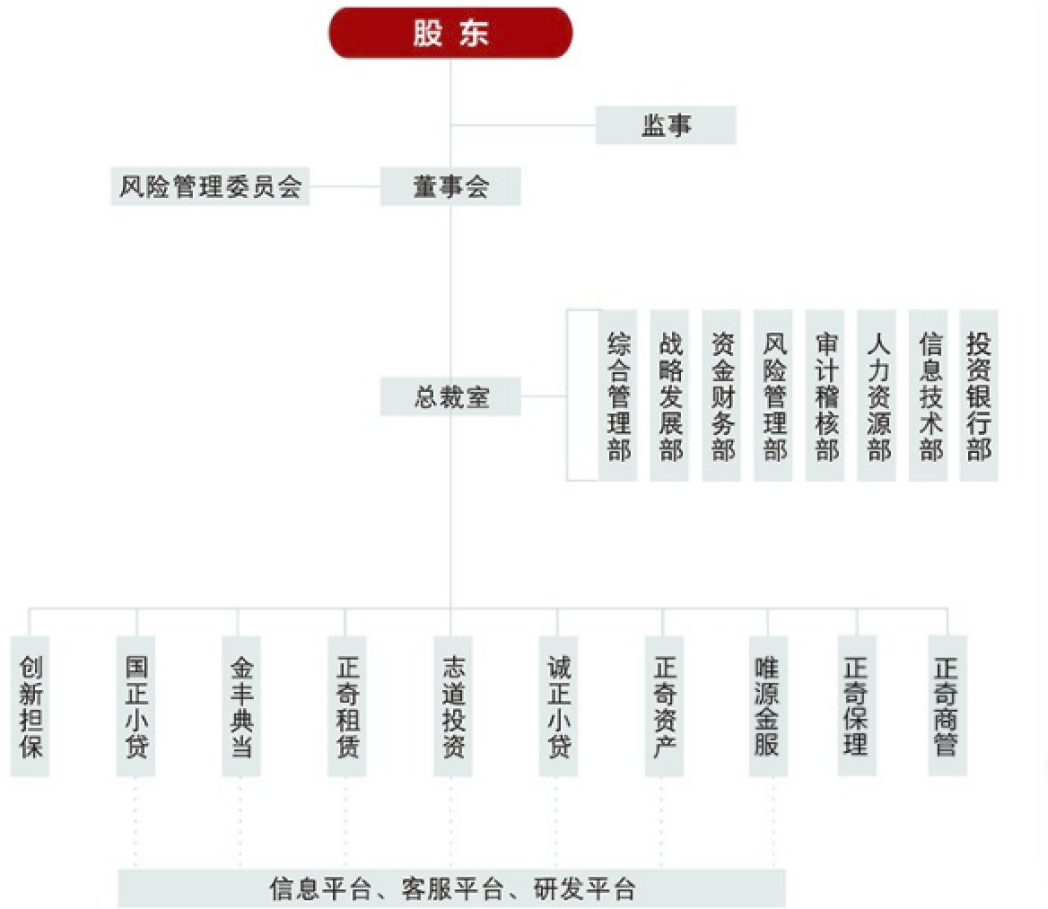 股东
监事
风险管理委员会
董事会
总裁室
综合管理部
战略发展部
资金财务部
风险管理部
审计稽核部
人力资源部
信息技术部
投资银行部
创新担保
国正小贷
金丰典当
正奇租赁
志道投资
诚正小贷
正奇资产
唯源金服
正奇保理
正奇商管
信息平台、客服平台、研发平台